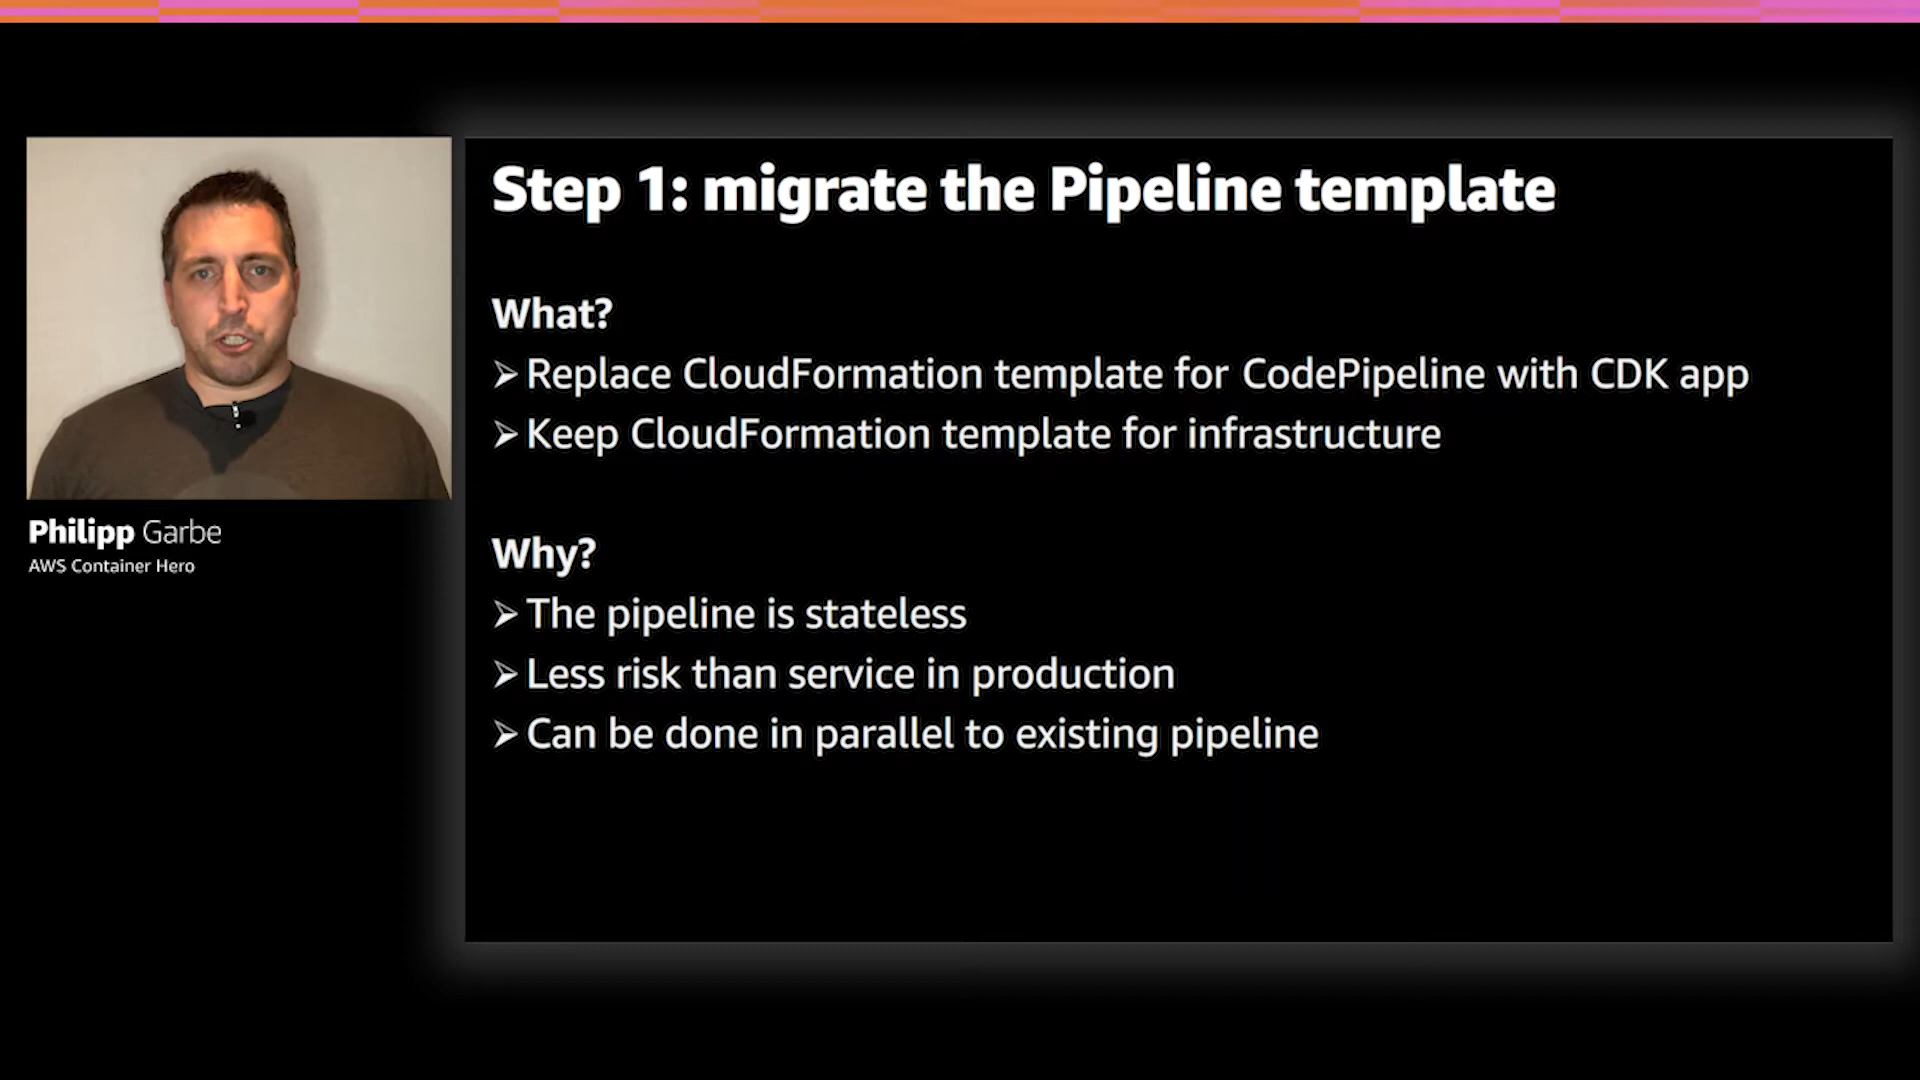 Step 1: migrate the Pipeline template
What?
➢ Replace CloudFormation template for CodePipeline with CDK app
➢ Keep CloudFormation template for infrastructure
Why?
➢ The pipeline is stateless
➢ Less risk than service in production
➢ Can be done in parallel to existing pipeline
Philipp Garbe
AWS Container Hero